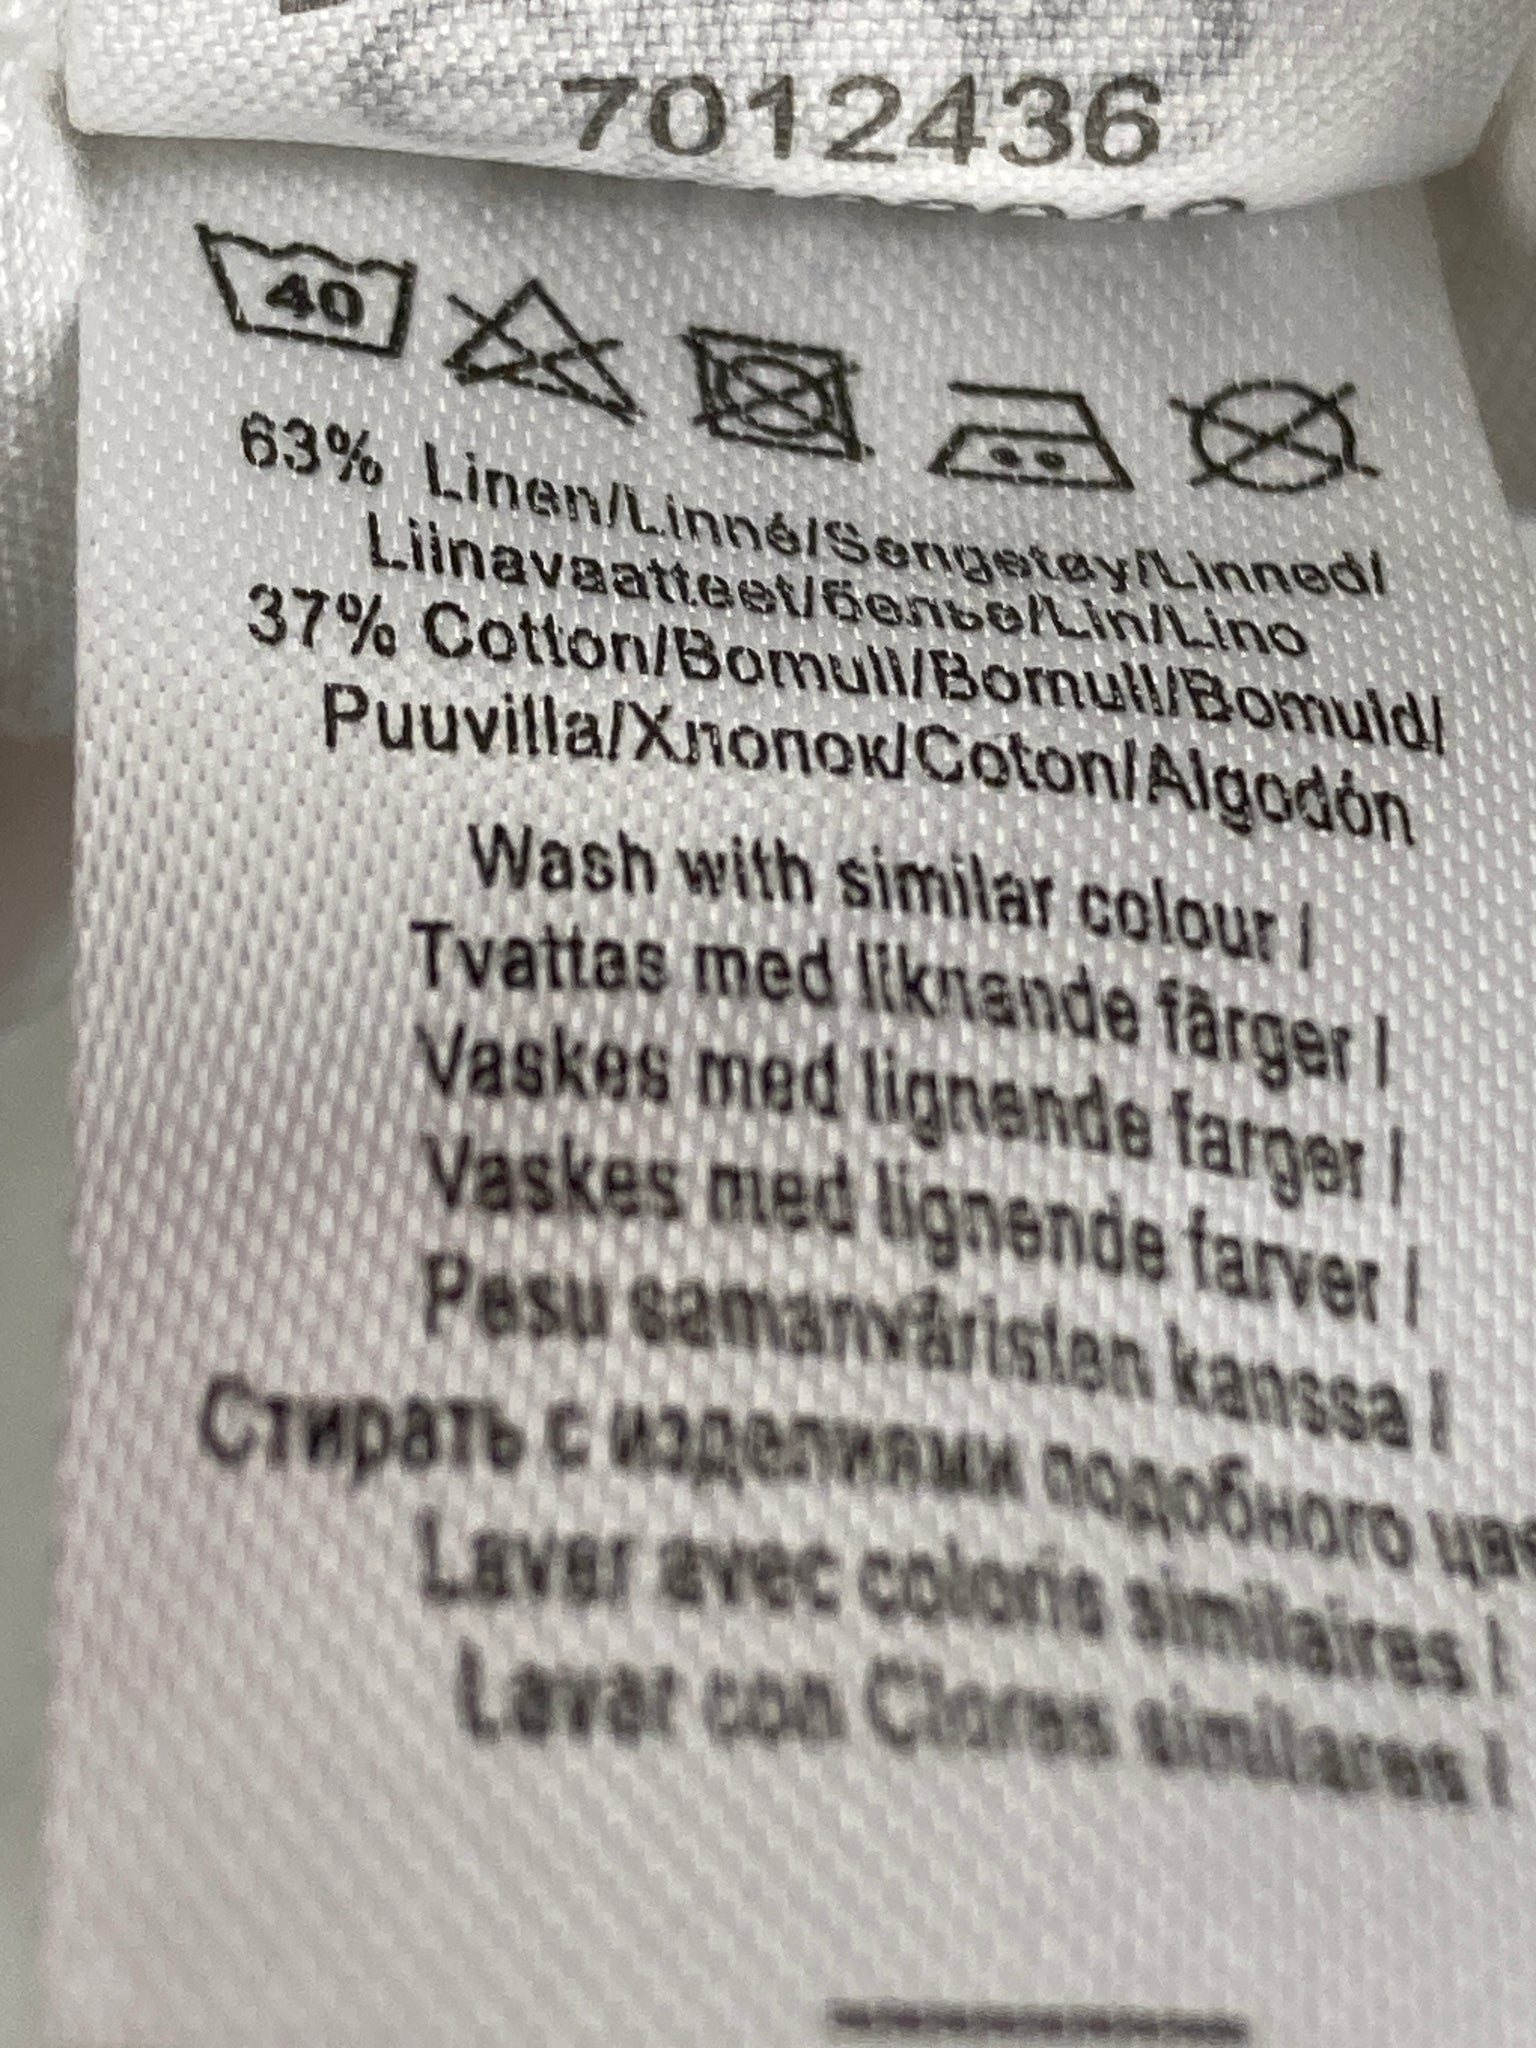 7012436
40
63% Linen/Linné/Sengetøy/Linned/
Liinavaatteet/белье/Lin/Lino
37% Cotton/Bomull/Bomull/Bomuld/
Puuvilla/Хлопок/Coton/Algodón
Wash with similar colour /
Tvattas med liknande färger /
Vaskes med lignende farger /
Vaskes med lignende farver /
Pesu samanväristen kanssa /
Стирать с изделиями подобного
Laver avec coloris similaires /
Lavar con Clores similares /